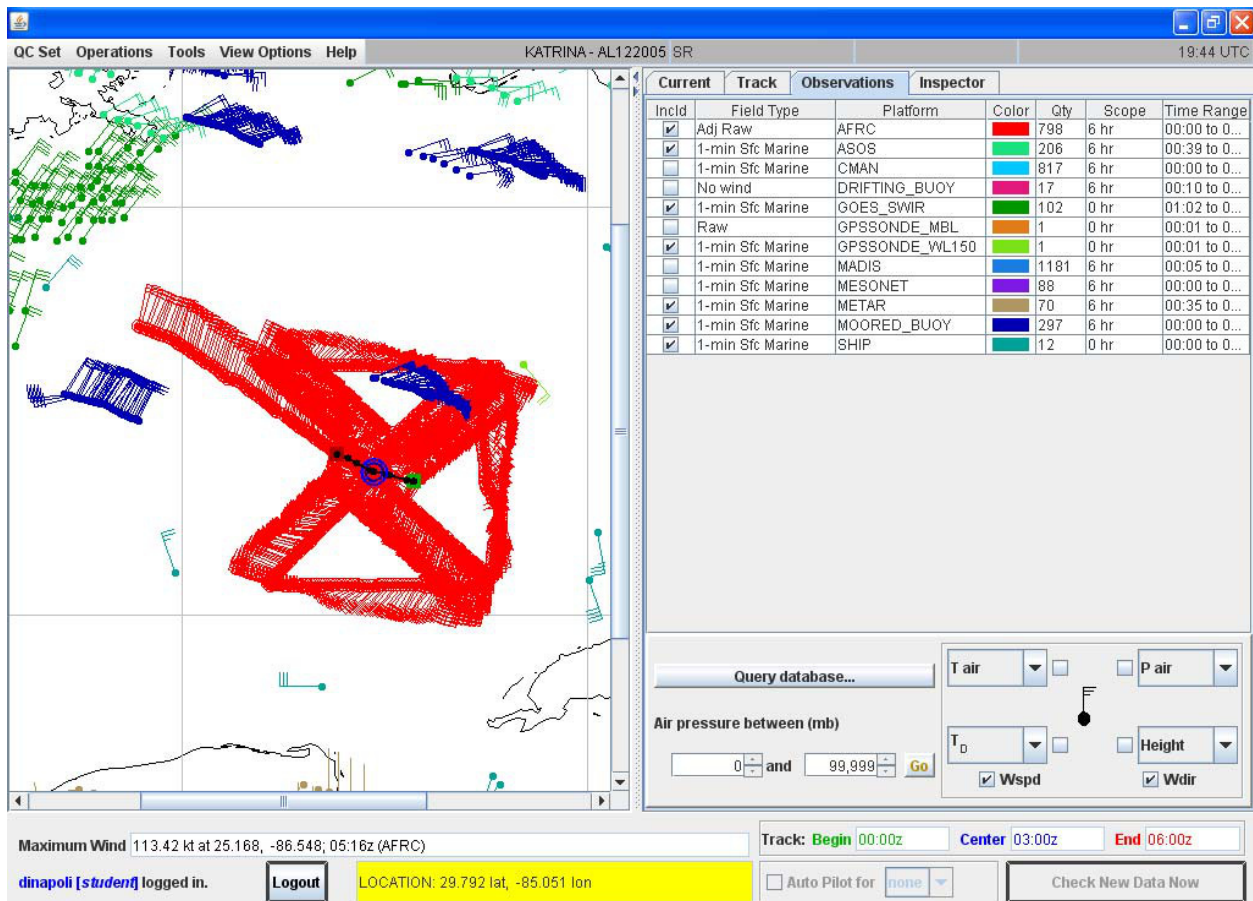 QC Set Operations Tools View Options Help KATRINA - AL122005 SR 19:44 UTC
Current Track Observations Inspector
Incld Field Type Platform Color Qty Scope Time Range
Adj Raw AFRC 798 6 hr 00:00 to 0...
1-min Sfc Marine ASOS 206 6 hr 00:39 to 0...
1-min Sfc Marine CMAN 817 6 hr 00:00 to 0...
No wind DRIFTING_BUOY 17 6 hr 00:10 to 0...
1-min Sfc Marine GOES_SWIR 102 0 hr 01:02 to 0...
Raw GPSSONDE_MBL 1 0 hr 00:01 to 0...
1-min Sfc Marine GPSSONDE_WL150 1 0 hr 00:01 to 0...
1-min Sfc Marine MADIS 1181 6 hr 00:05 to 0...
1-min Sfc Marine MESONET 88 6 hr 00:00 to 0...
1-min Sfc Marine METAR 70 6 hr 00:35 to 0...
1-min Sfc Marine MOORED_BUOY 297 6 hr 00:00 to 0...
1-min Sfc Marine SHIP 12 0 hr 00:00 to 0...
Query database...
T air P air
Air pressure between (mb)
T D Height
0 and 99,999 Go
Wspd Wdir
Maximum Wind 113.42 kt at 25.168, -86.548; 05:16z (AFRC)
Track: Begin 00:00z Center 03:00z End 06:00z
dinapoli [student] logged in. Logout LOCATION: 29.792 lat, -85.051 lon
Auto Pilot for none Check New Data Now